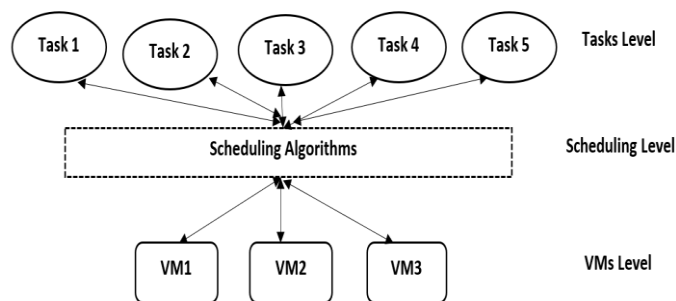 Task 1
Task 2
Task 3
Task 4
Task 5
Tasks Level
Scheduling Algorithms
Scheduling Level
VM1
VM2
VM3
VMs Level